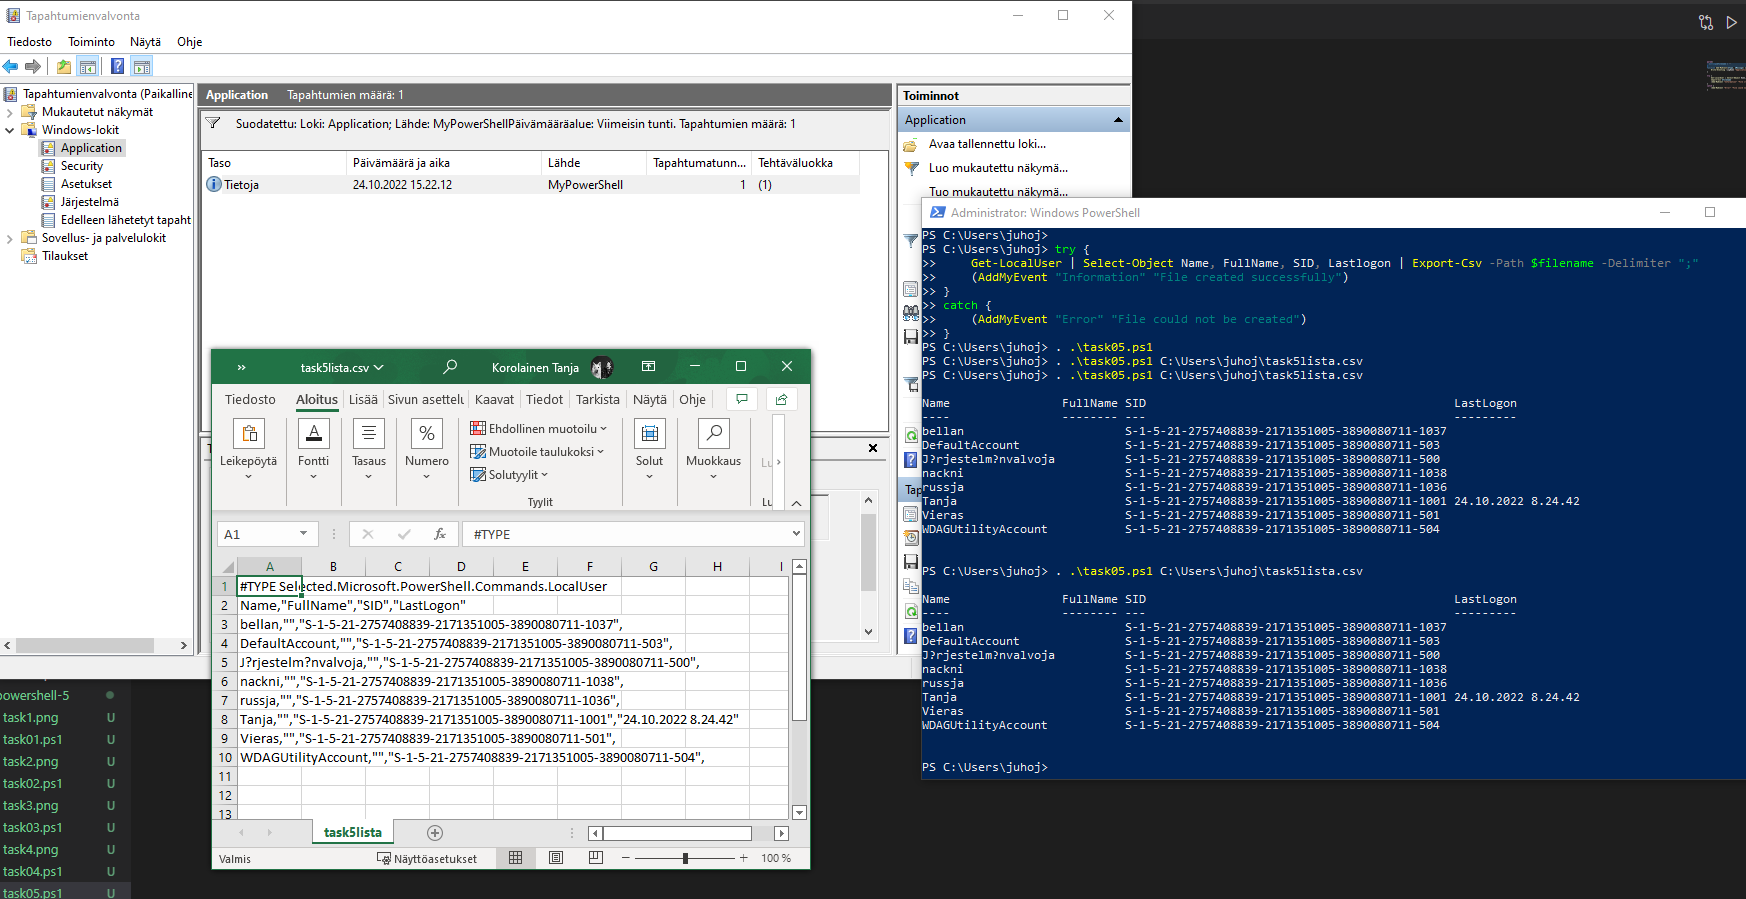 Tapahtumienvalvonta
Tiedosto Toiminto Näytä Ohje
Tapahtumienvalvonta (Paikalline
Mukautetut näkymät
Windows-lokit
Application
Security
Asetukset
Järjestelmä
Edelleen lähetetyt tapaht
Sovellus- ja palvelulokit
Tilaukset
Application Tapahtumien määrä: 1
Suodatettu: Loki: Application; Lähde: MyPowerShellPäivämääräalue: Viimeisin tunti. Tapahtumien määrä: 1
Taso Päivämäärä ja aika Lähde Tapahtumatunn... Tehtäväluokka
Tietoja 24.10.2022 15.22.12 MyPowerShell 1 (1)
Toiminnot
Application
Avaa tallennettu loki...
Luo mukautettu näkymä...
Tuo mukautettu näkymä...
Tap
Administrator: Windows PowerShell
PS C:\Users\juhoj>
PS C:\Users\juhoj> try {
>>     Get-LocalUser | Select-Object Name, FullName, SID, Lastlogon | Export-Csv -Path $filename -Delimiter ";"
>>     (AddMyEvent "Information" "File created successfully")
>> }
>> catch {
>>     (AddMyEvent "Error" "File could not be created")
>> }
PS C:\Users\juhoj> . .\task05.ps1
PS C:\Users\juhoj> . .\task05.ps1 C:\Users\juhoj\task5lista.csv
PS C:\Users\juhoj> . .\task05.ps1 C:\Users\juhoj\task5lista.csv
Name FullName SID LastLogon
---- -------- --- ---------
bellan S-1-5-21-2757408839-2171351005-3890080711-1037
DefaultAccount S-1-5-21-2757408839-2171351005-3890080711-503
J?rjestelm?nvalvoja S-1-5-21-2757408839-2171351005-3890080711-500
nackni S-1-5-21-2757408839-2171351005-3890080711-1038
russja S-1-5-21-2757408839-2171351005-3890080711-1036
Tanja S-1-5-21-2757408839-2171351005-3890080711-1001 24.10.2022 8.24.42
Vieras S-1-5-21-2757408839-2171351005-3890080711-501
WDAGUtilityAccount S-1-5-21-2757408839-2171351005-3890080711-504
PS C:\Users\juhoj> . .\task05.ps1 C:\Users\juhoj\task5lista.csv
Name FullName SID LastLogon
---- -------- --- ---------
bellan S-1-5-21-2757408839-2171351005-3890080711-1037
DefaultAccount S-1-5-21-2757408839-2171351005-3890080711-503
J?rjestelm?nvalvoja S-1-5-21-2757408839-2171351005-3890080711-500
nackni S-1-5-21-2757408839-2171351005-3890080711-1038
russja S-1-5-21-2757408839-2171351005-3890080711-1036
Tanja S-1-5-21-2757408839-2171351005-3890080711-1001 24.10.2022 8.24.42
Vieras S-1-5-21-2757408839-2171351005-3890080711-501
WDAGUtilityAccount S-1-5-21-2757408839-2171351005-3890080711-504
PS C:\Users\juhoj>
task5lista.csv Korolainen Tanja
Tiedosto Aloitus Lisää Sivun asettelu Kaavat Tiedot Tarkista Näytä Ohje
Leikepöytä Fontti Tasaus Numero
Ehdollinen muotoilu
Muotoile taulukoksi
Solutyylit
Tyylit
Solut Muokkaus Lu
Lu
A1 fx #TYPE
A B C D E F G H I
1 #TYPE Selected.Microsoft.PowerShell.Commands.LocalUser
2 Name,"FullName","SID","LastLogon"
3 bellan,"","S-1-5-21-2757408839-2171351005-3890080711-1037",
4 DefaultAccount,"","S-1-5-21-2757408839-2171351005-3890080711-503",
5 J?rjestelm?nvalvoja,"","S-1-5-21-2757408839-2171351005-3890080711-500",
6 nackni,"","S-1-5-21-2757408839-2171351005-3890080711-1038",
7 russja,"","S-1-5-21-2757408839-2171351005-3890080711-1036",
8 Tanja,"","S-1-5-21-2757408839-2171351005-3890080711-1001","24.10.2022 8.24.42"
9 Vieras,"","S-1-5-21-2757408839-2171351005-3890080711-501",
10 WDAGUtilityAccount,"","S-1-5-21-2757408839-2171351005-3890080711-504",
11
12
13
task5lista
Valmis Näyttöasetukset 100 %
powershell-5
task1.png U
task01.ps1 U
task2.png U
task02.ps1 U
task3.png U
task03.ps1 U
task4.png U
task04.ps1 U
task05.ps1 U